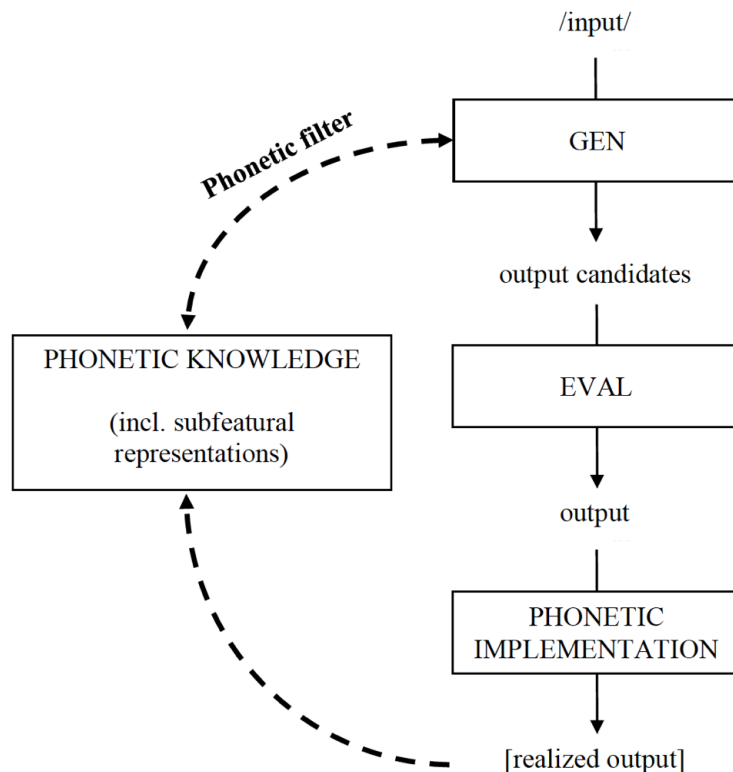 /input/
Phonetic filter
GEN
output candidates
PHONETIC KNOWLEDGE
(incl. subfeatural
representations)
EVAL
output
PHONETIC
IMPLEMENTATION
[realized output]